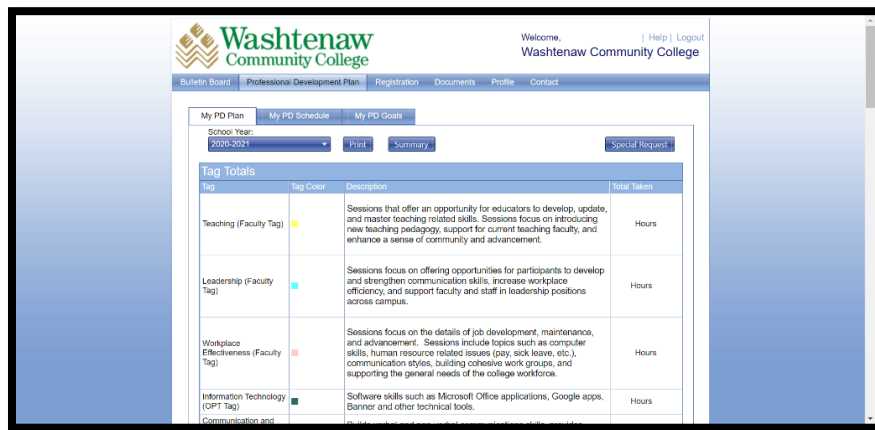 Washtenaw
Community College
Welcome,
| Help | Logout
Washtenaw Community College
Bulletin Board Professional Development Plan Registration Documents Profile Contact
My PD Plan My PD Schedule My PD Goals
School Year:
2020-2021 Print Summary Special Request
Tag Totals
Tag Tag Color Description Total Taken
Teaching (Faculty Tag)
Sessions that offer an opportunity for educators to develop, update,
and master teaching related skills. Sessions focus on introducing
new teaching pedagogy, support for current teaching faculty, and
enhance a sense of community and advancement.
Hours
Leadership (Faculty
Tag)
Sessions focus on offering opportunities for participants to develop
and strengthen communication skills, increase workplace
efficiency, and support faculty and staff in leadership positions
across campus.
Hours
Workplace
Effectiveness (Faculty
Tag)
Sessions focus on the details of job development, maintenance,
and advancement. Sessions include topics such as computer
skills, human resource related issues (pay, sick leave, etc.),
communication styles, building cohesive work groups, and
supporting the general needs of the college workforce.
Hours
Information Technology
(OPT Tag)
Software skills such as Microsoft Office applications, Google apps,
Banner and other technical tools.
Hours
Communication and